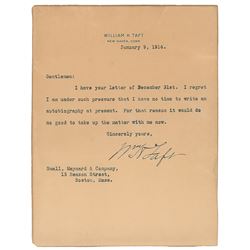 WILLIAM H. TAFT
NEW HAVEN, CONN.
January 9, 1914.
Gentlemen:
I have your letter of December 31st. I regret
I am under such pressure that I have no time to write an
autobiography at present. For that reason it would do
no good to take up the matter with me now.
Sincerely yours,
Wm H Taft
Small, Maynard & Company,
15 Beacon Street,
Boston, Mass.